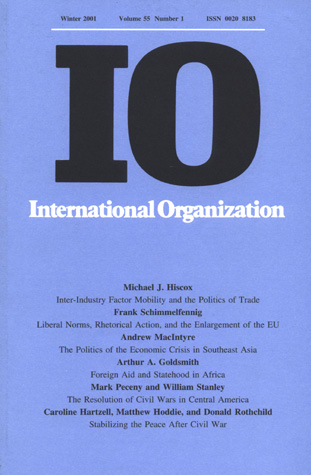 Winter 2001 Volume 55 Number 1 ISSN 0020 8183
IO
International Organization
Michael J. Hiscox
Inter-Industry Factor Mobility and the Politics of Trade
Frank Schimmelfennig
Liberal Norms, Rhetorical Action, and the Enlargement of the EU
Andrew MacIntyre
The Politics of the Economic Crisis in Southeast Asia
Arthur A. Goldsmith
Foreign Aid and Statehood in Africa
Mark Peceny and William Stanley
The Resolution of Civil Wars in Central America
Caroline Hartzell, Matthew Hoddie, and Donald Rothchild
Stabilizing the Peace After Civil War